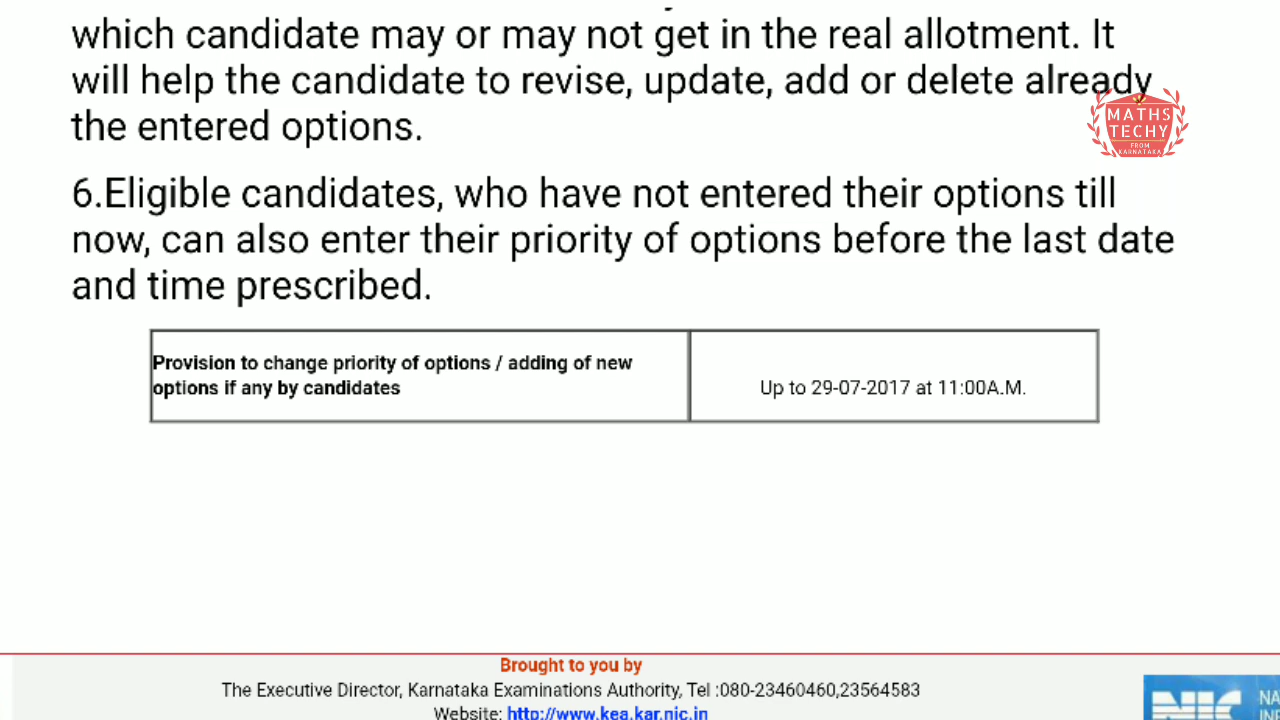 which candidate may or may not get in the real allotment. It
will help the candidate to revise, update, add or delete already
the entered options.
MATHS
TECHY
FROM
KARNATAKA
6.Eligible candidates, who have not entered their options till
now, can also enter their priority of options before the last date
and time prescribed.
Provision to change priority of options / adding of new
options if any by candidates
Up to 29-07-2017 at 11:00A.M.
Brought to you by
The Executive Director, Karnataka Examinations Authority, Tel :080-23460460,23564583
Website: http://www.kea.kar.nic.in
NIC
NA